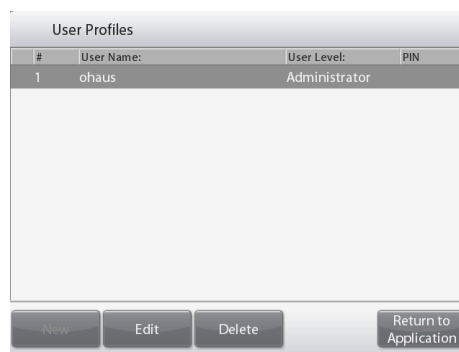 User Profiles
# User Name: User Level: PIN
1 ohaus Administrator
New Edit Delete Return to
Application